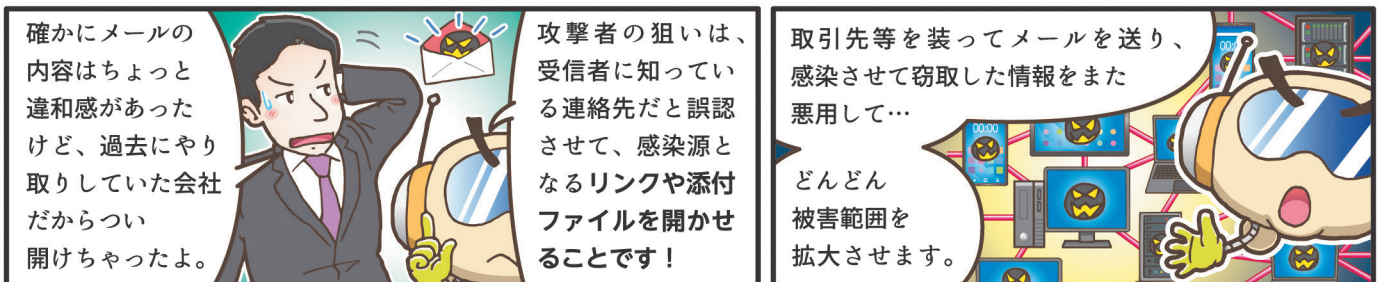 確かにメールの
内容はちょっと
違和感があった
けど、過去にやり
取りしていた会社
だからつい
開けちゃったよ。
攻撃者の狙いは、
受信者に知ってい
る連絡先だと誤認
させて、感染源と
なるリンクや添付
ファイルを開かせ
ることです！
取引先等を装ってメールを送り、
感染させて窃取した情報をまた
悪用して…
どんどん
被害範囲を
拡大させます。
00:00